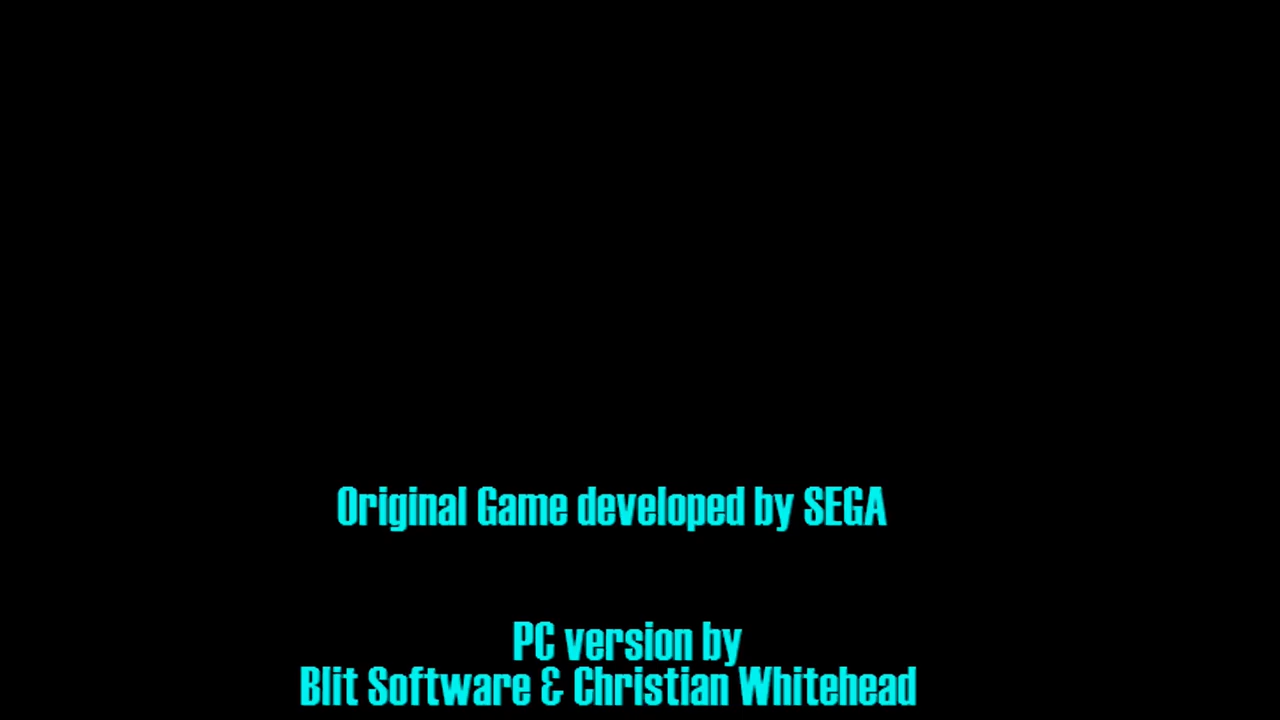 Original Game developed by SEGA
PC version by
Blit Software & Christian Whitehead